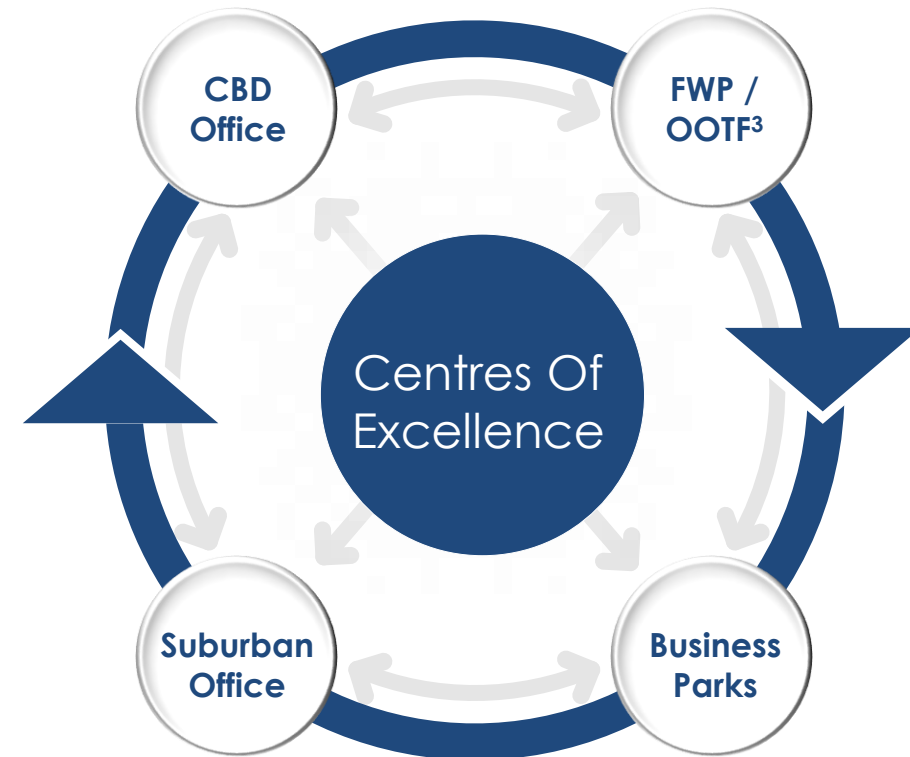 CBD
Office
FWP /
OOTF³
Centres Of
Excellence
Suburban
Office
Business
Parks